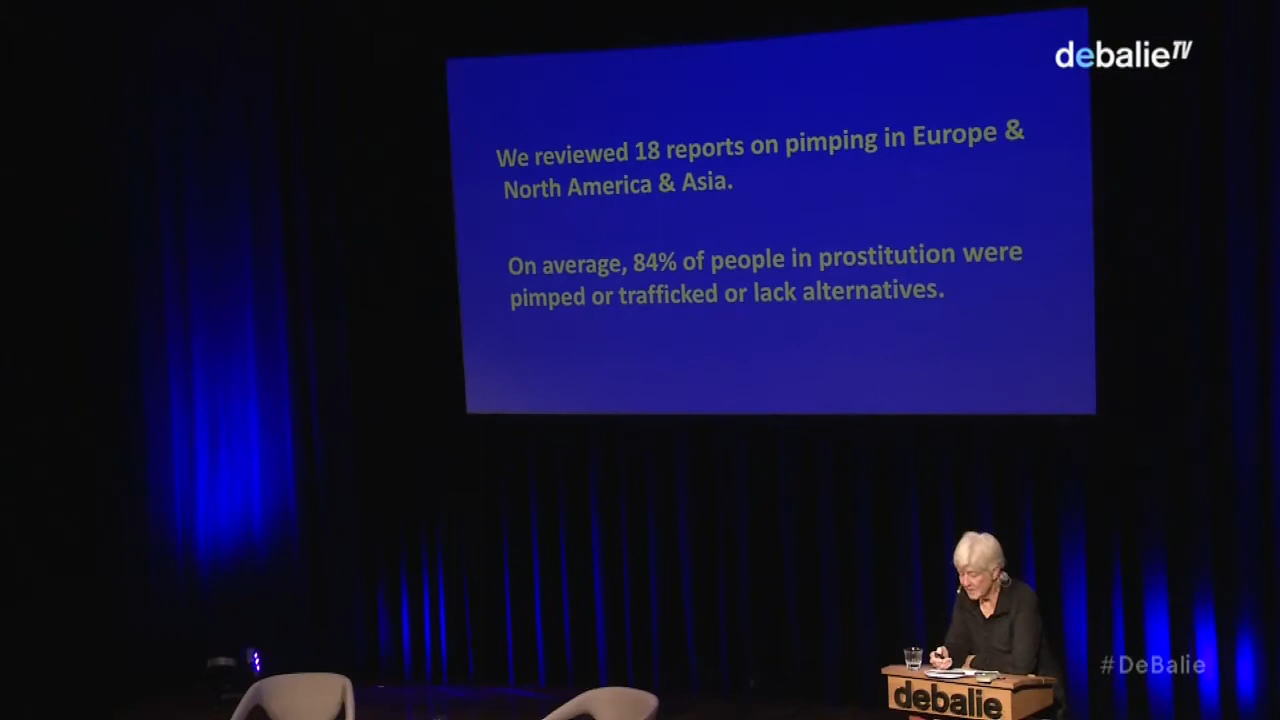 debalieTV
We reviewed 18 reports on pimping in Europe &
North America & Asia.
On average, 84% of people in prostitution were
pimped or trafficked or lack alternatives.
#DeBalie
debalie